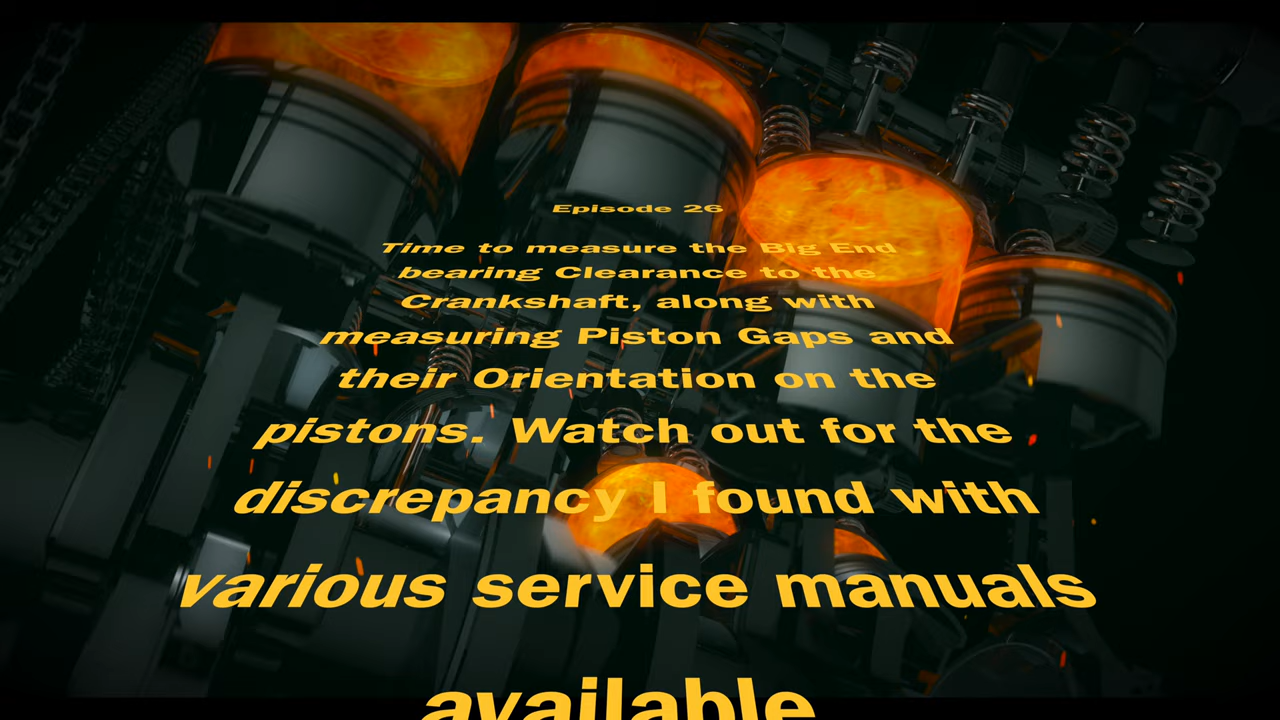 Episode 26
Time to measure the Big End
bearing Clearance to the
Crankshaft, along with
measuring Piston Gaps and
their Orientation on the
pistons. Watch out for the
discrepancy I found with
various service manuals
available